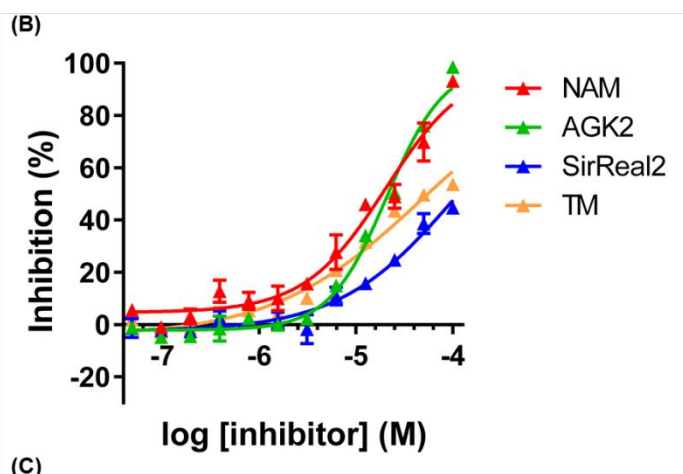 (B)
Inhibition (%)
100
80
60
40
20
0
-20
-7
-6
-5
-4
log [inhibitor] (M)
NAM
AGK2
SirReal2
TM
(C)